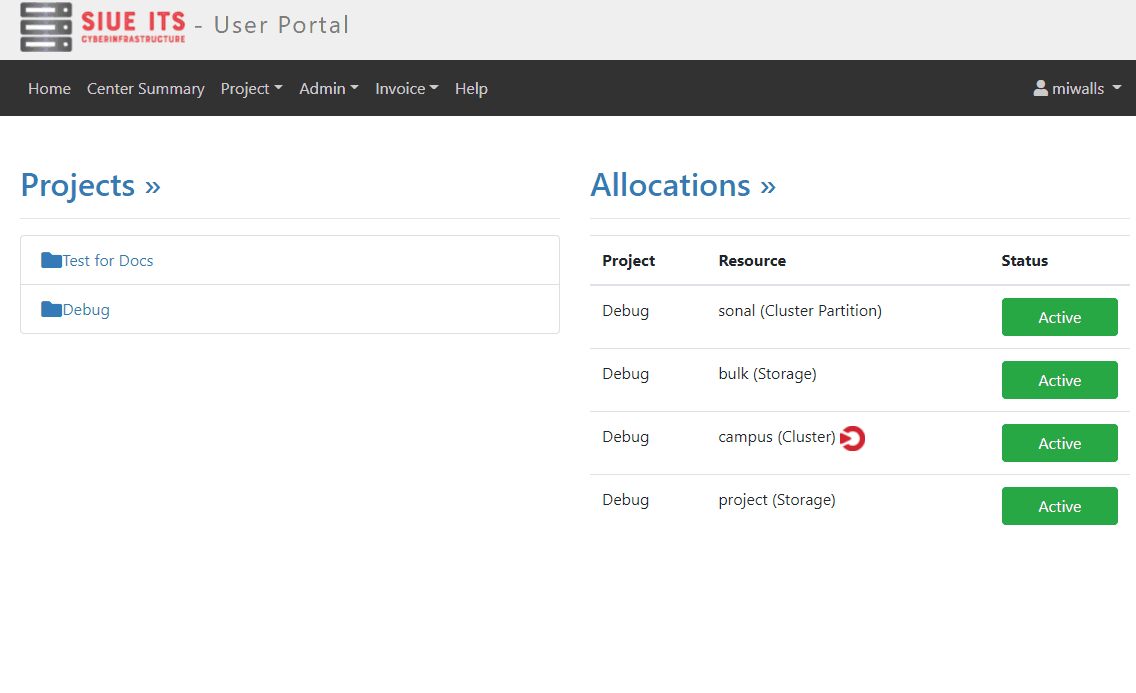 SIUE ITS
CYBERINFRASTRUCTURE
- User Portal
Home Center Summary Project Admin Invoice Help miwalls
Projects »
Test for Docs
Debug
Allocations »
Project Resource Status
Debug sonal (Cluster Partition) Active
Debug bulk (Storage) Active
Debug campus (Cluster) Active
Debug project (Storage) Active